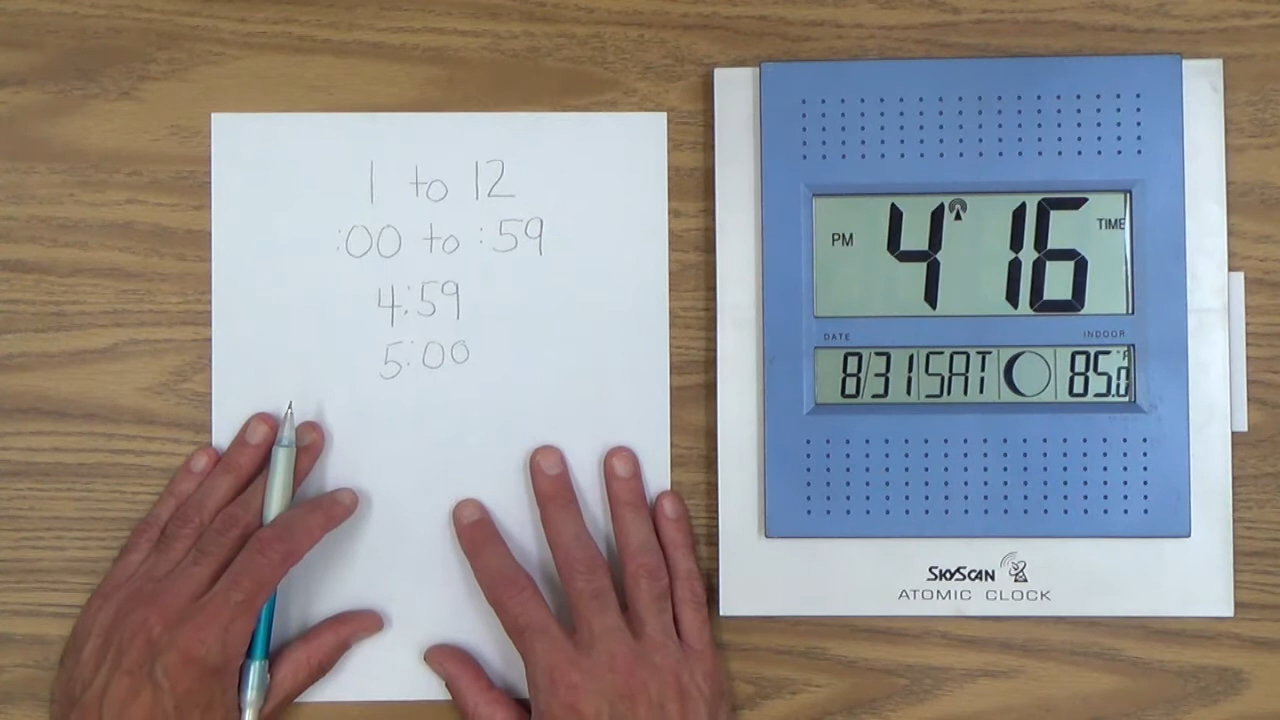 1 to 12
:00 to :59
4:59
5:00
PM 4 16 TIME
DATE INDOOR
8/31 SAT 85.0 °F
SKYSCAN
ATOMIC CLOCK